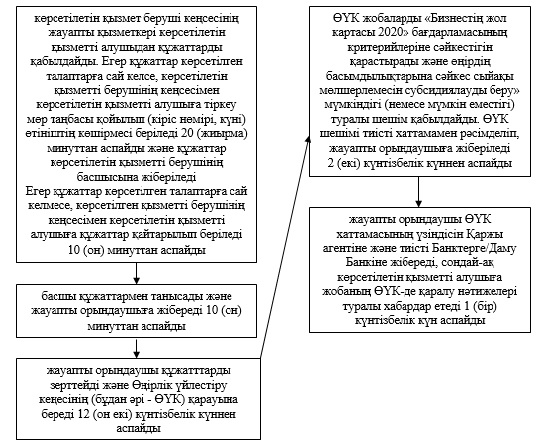 көрсетілетін қызмет беруші кеңсесінің
жауапты қызметкері көрсетілетін
қызметті алушыдан құжаттарды
қабылдайды. Егер құжаттар көрсетілген
талаптарға сай келсе, көрсетілетін
қызметті берушінің кеңсесімен
көрсетілетін қызметті алушыға тіркеу
мөр таңбасы қойылып (кіріс нөмірі, күні)
өтініптің көшірмесі беріледі 20 (жиырма)
минуттан аспайды және құжаттар
көрсетілетін қызметті берушінің
басшысына жіберіледі
Егер құжаттар көрсетлген талаптарға сай
келмесе, көрсетілген қызметті берушінің
кеңсесімен көрсетілетін қызметті
алушыға құжаттар қайтарылып беріледі
10 (он) минуттан аспайды
басшы құжаттармен танысады және
жауапты орындаушыға жібереді 10 (он)
минуттан аспайды
жауапты орындаушы құжатттарды
зерттейді және Өңірлік үйлестіру
кеңесінің (бұдан әрі - ӨҮК) қарауына
береді 12 (он екі) күнтізбелік күннен
аспайды
ӨҮК жобаларды «Бизнестің жол
картасы 2020» бағдарламасының
критерийлеріне сәйкестігін
қарастырады және өңірдің
басымдылықтарына сәйкес сыйақы
мөлшерлемесін субсидиялауды беру»
мүмкіндігі (немесе мүмкін еместігі)
туралы шешім қабылдайды. ӨҮК
шешімі тиісті хаттамамен рәсімделіп,
жауапты орындаушыға жіберіледі
2 (екі) күнтізбелік күннен аспайды
жауапты орындаушы ӨҮК
хаттамасының үзіндісін Қаржы
агентіне және тиісті Банктерге/Даму
Банкіне жібереді, сондай-ақ
көрсетілетін қызметті алушыға
жобаның ӨҮК-де қаралу нәтижелері
туралы хабардар етеді 1 (бір)
күнтізбелік күн аспайды